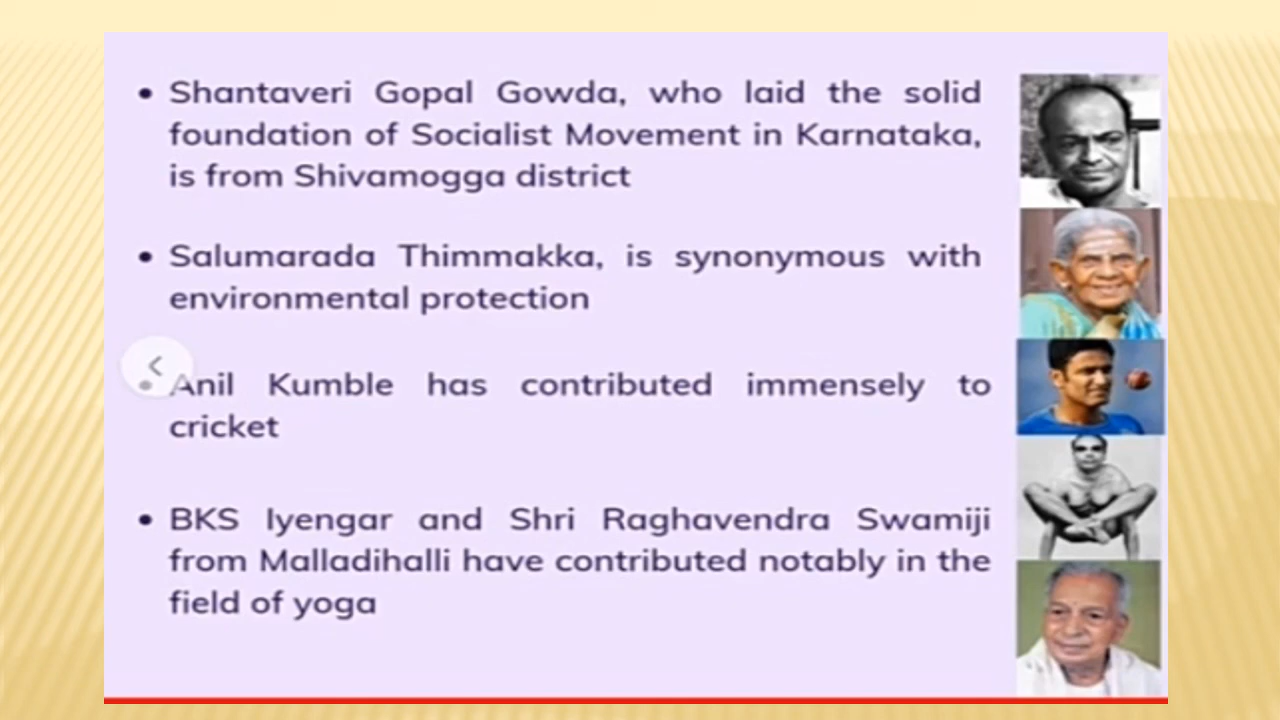 • Shantaveri Gopal Gowda, who laid the solid
foundation of Socialist Movement in Karnataka,
is from Shivamogga district
• Salumarada Thimmakka, is synonymous with
environmental protection
• Anil Kumble has contributed immensely to
cricket
• BKS Iyengar and Shri Raghavendra Swamiji
from Malladihalli have contributed notably in the
field of yoga